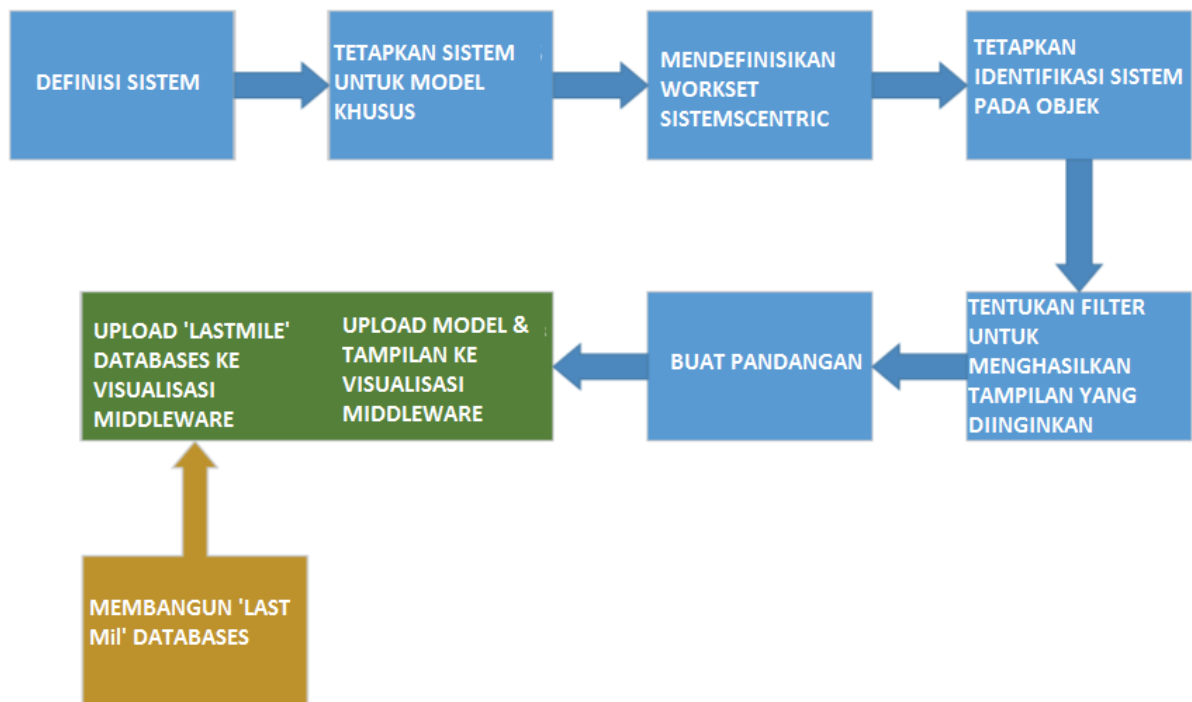 DEFINISI SISTEM
TETAPKAN SISTEM
UNTUK MODEL
KHUSUS
MENDEFINISIKAN
WORKSET
SISTEMSCENTRIC
TETAPKAN
IDENTIFIKASI SISTEM
PADA OBJEK
TENTUKAN FILTER
UNTUK
MENGHASILKAN
TAMPILAN YANG
DIINGINKAN
BUAT PANDANGAN
UPLOAD MODEL &
TAMPILAN KE
VISUALISASI
MIDDLEWARE
UPLOAD 'LASTMILE'
DATABASES KE
VISUALISASI
MIDDLEWARE
MEMBANGUN 'LAST
Mil' DATABASES